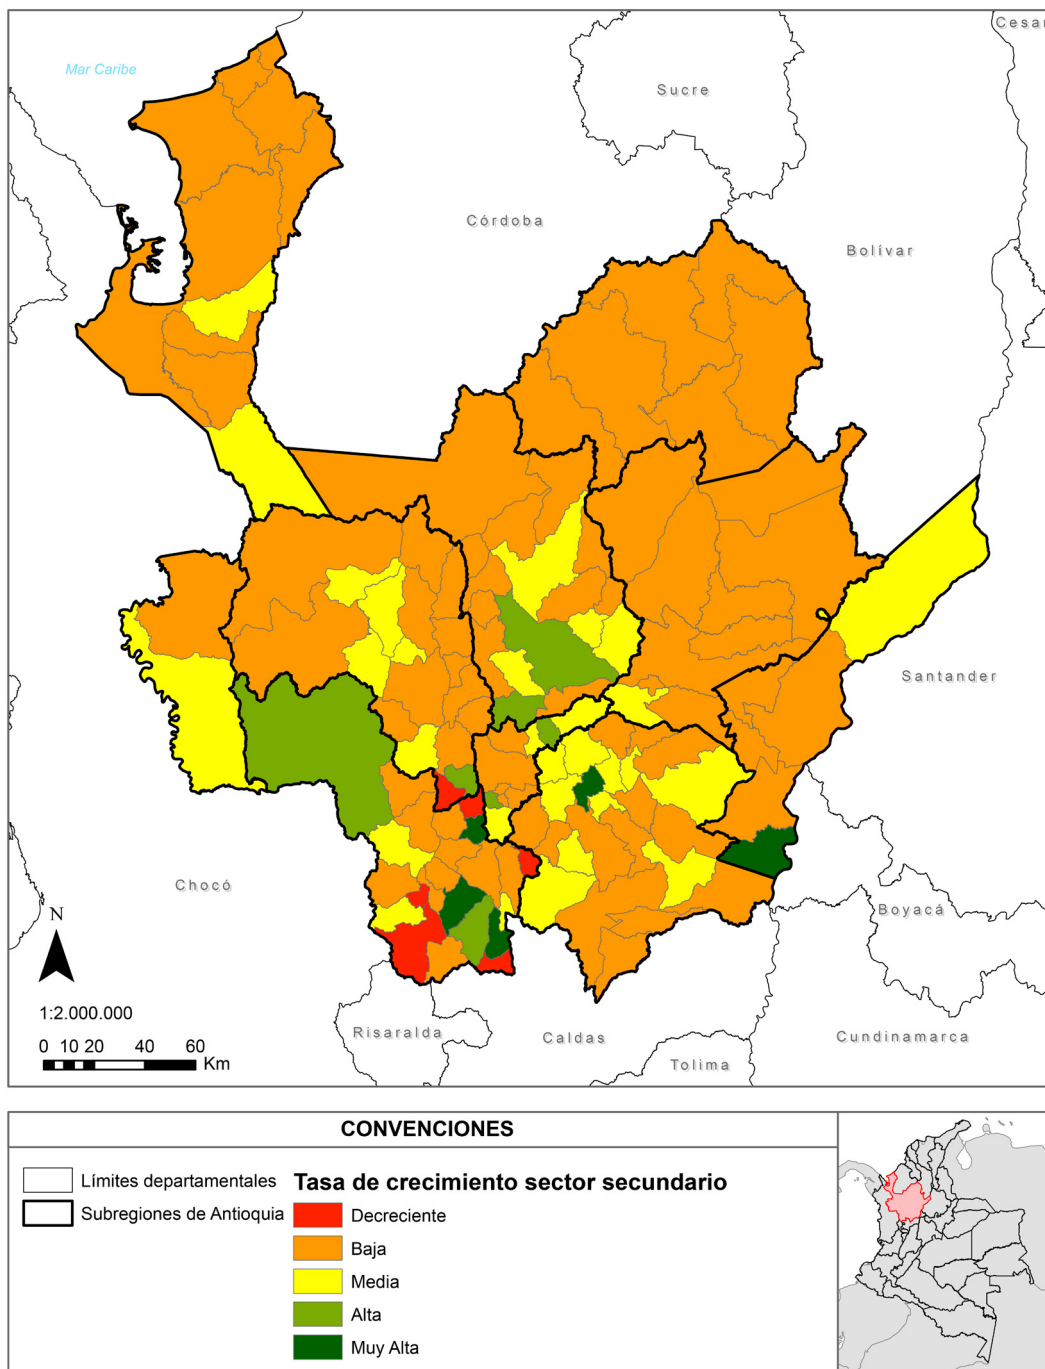 Cesar
Mar Caribe
Sucre
Córdoba
Bolívar
Santander
Chocó
Boyacá
N
1:2.000.000
Risaralda
Caldas
Cundinamarca
Tolima
0 10 20 40 60
Km
CONVENCIONES
Límites departamentales
Subregiones de Antioquia
Tasa de crecimiento sector secundario
Decreciente
Baja
Media
Alta
Muy Alta